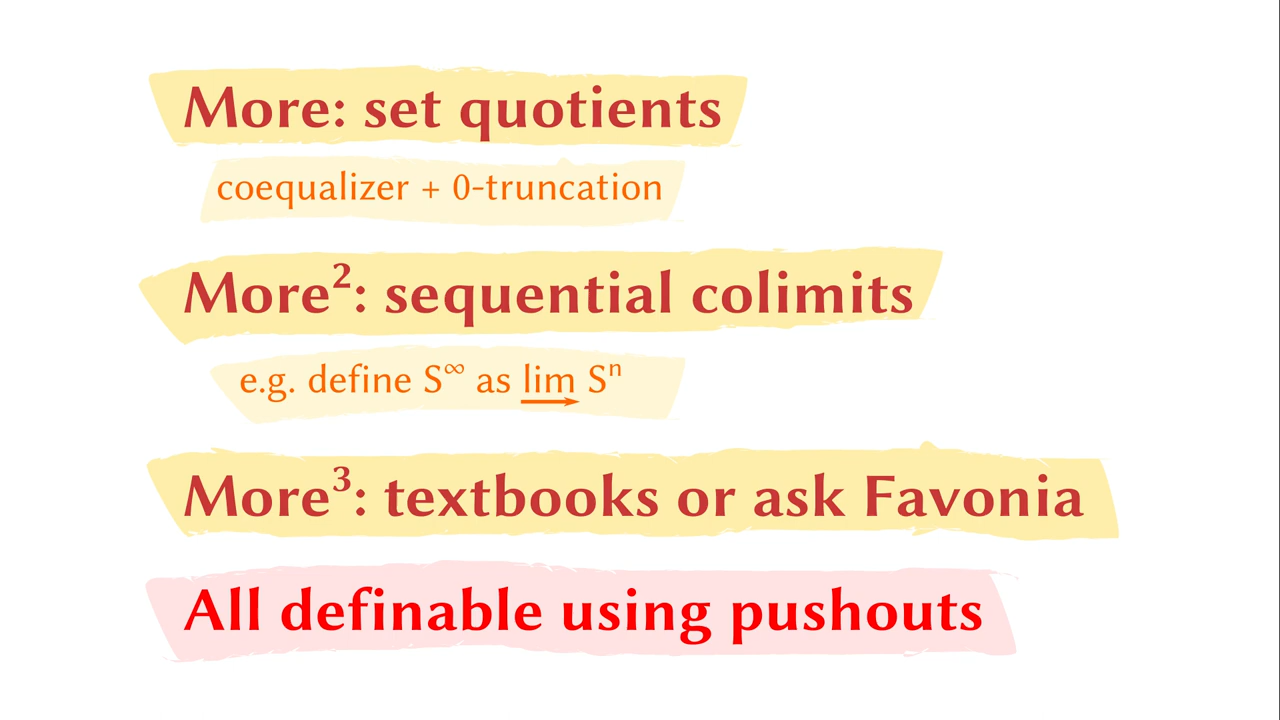 More: set quotients
coequalizer + 0-truncation
More²: sequential colimits
e.g. define S^∞ as lim→ Sⁿ
More³: textbooks or ask Favonia
All definable using pushouts